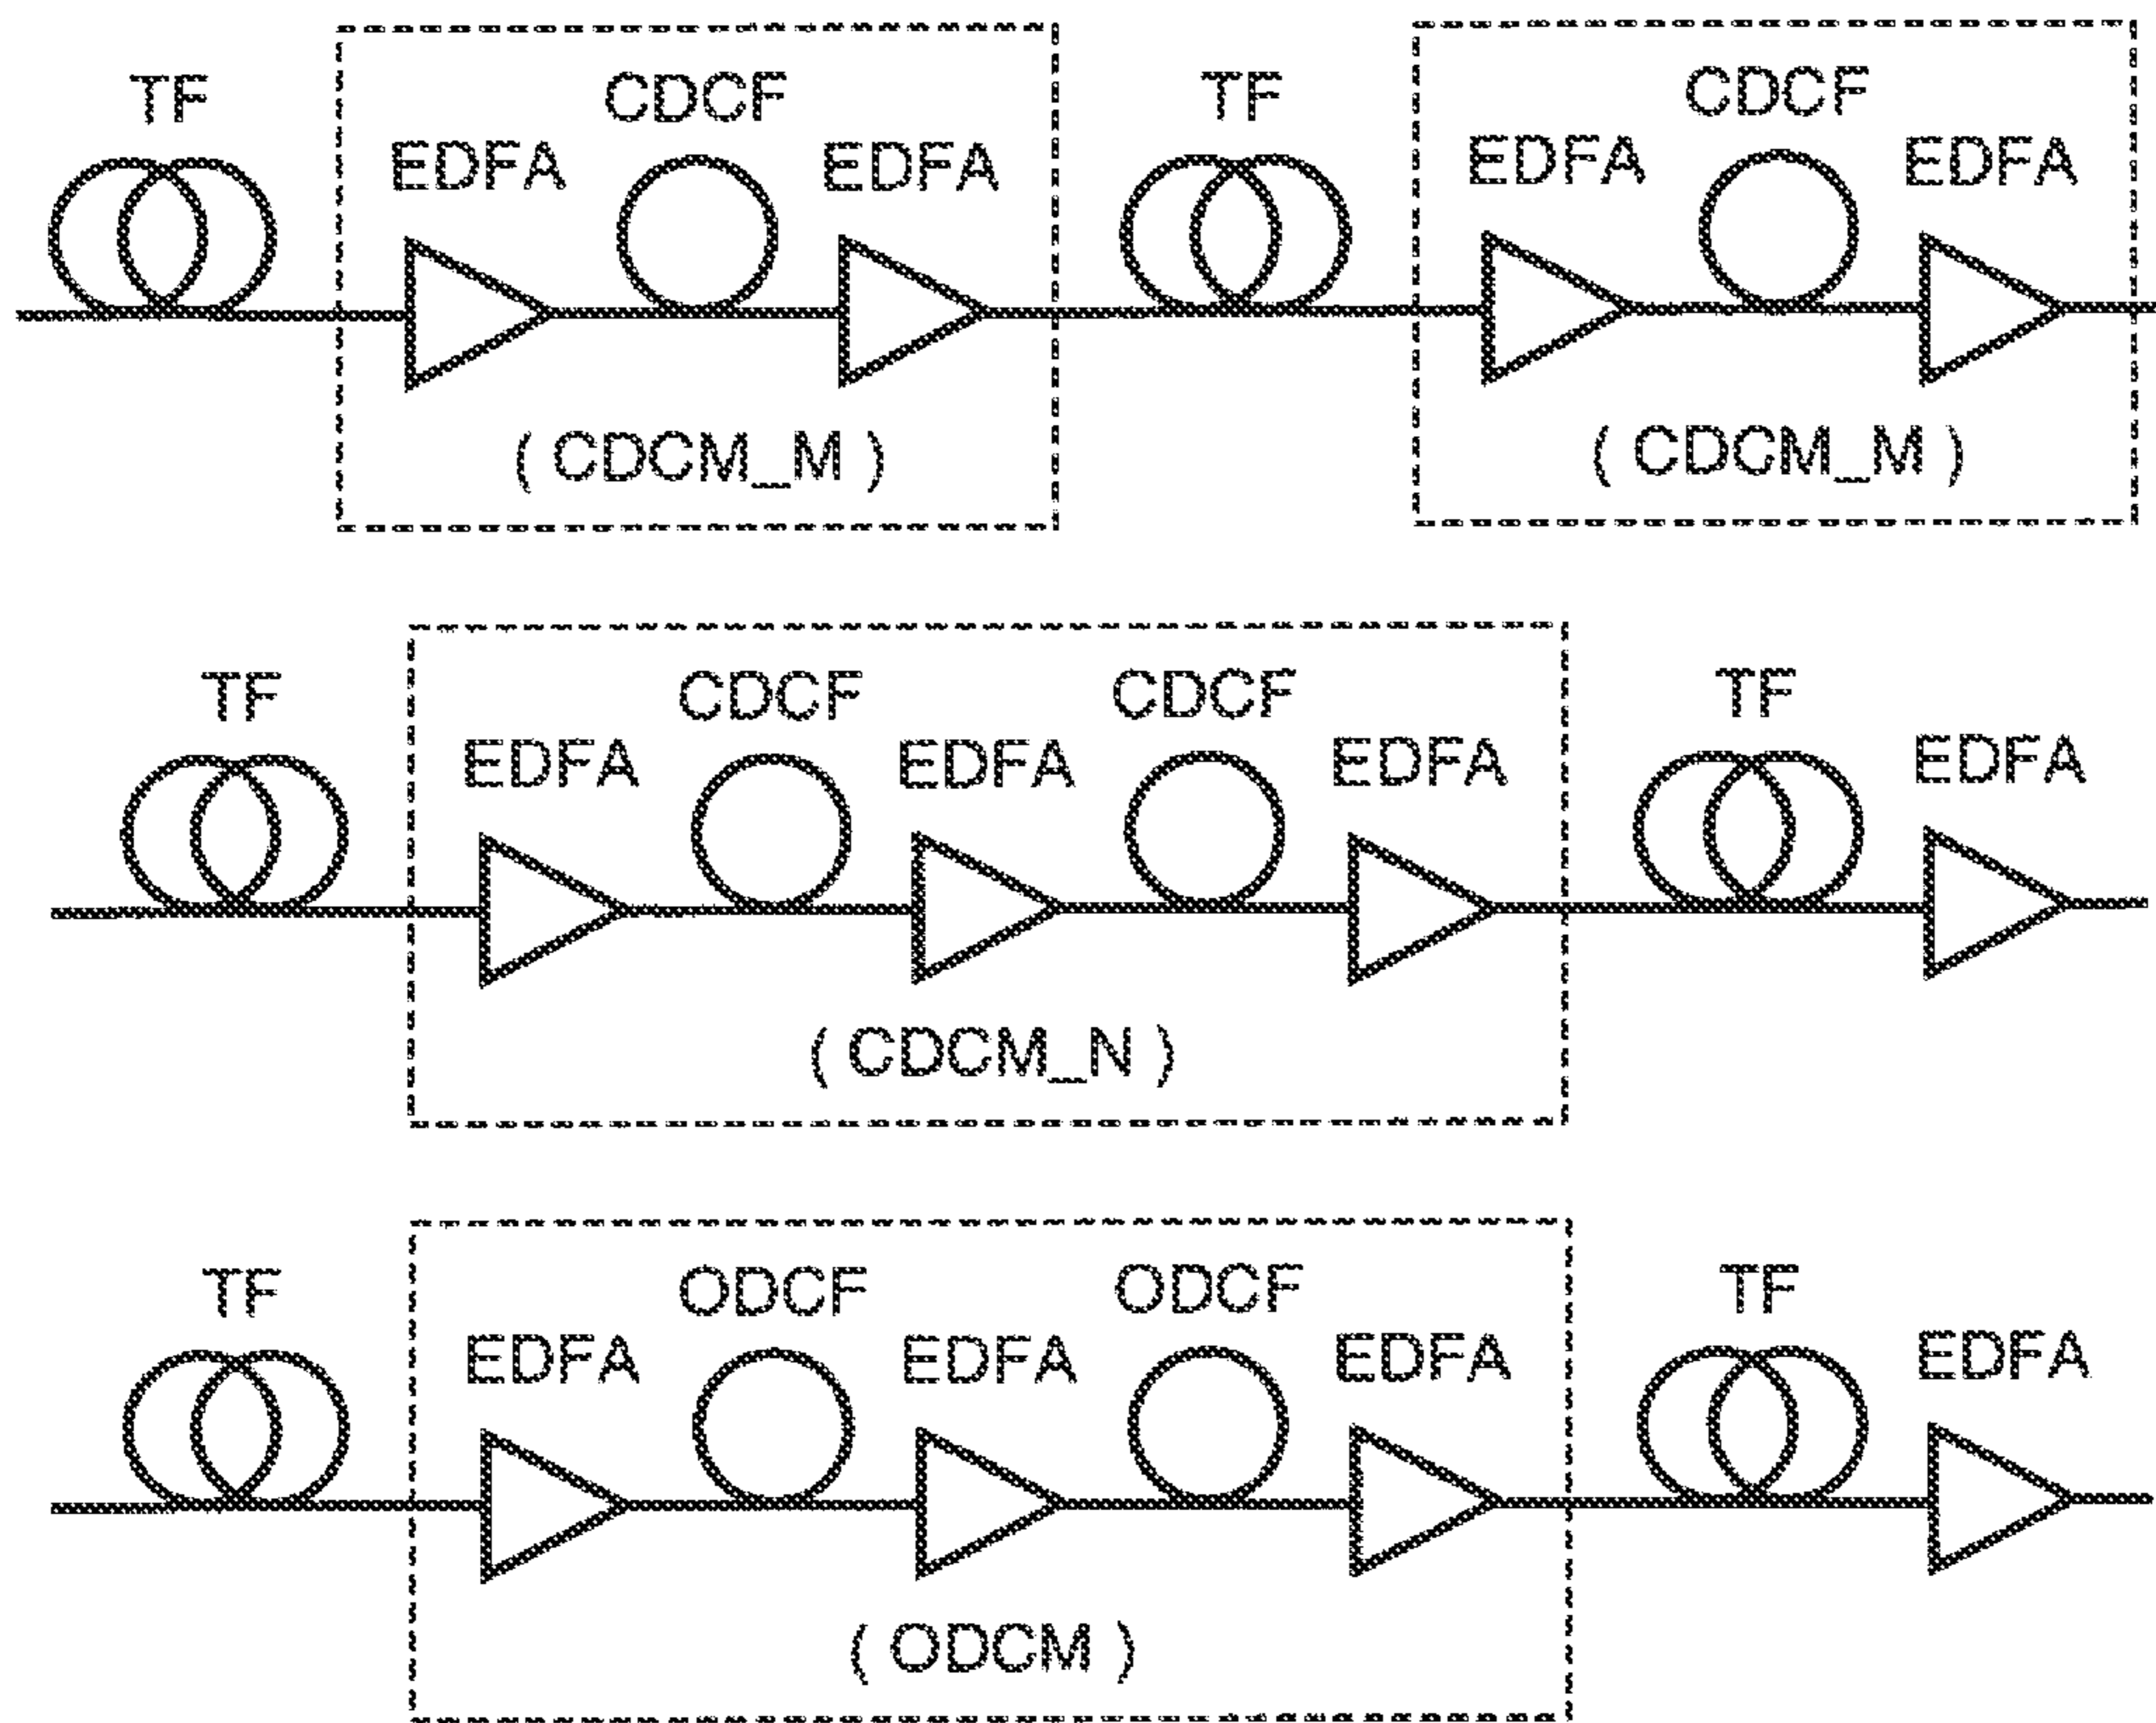 TF CDCF TF CDCF
EDFA EDFA EDFA EDFA
( CDCM_M ) ( CDCM_M )
TF CDCF CDCF TF
EDFA EDFA EDFA EDFA
( CDCM_N )
TF ODCF ODCF TF
EDFA EDFA EDFA EDFA
( ODCM )